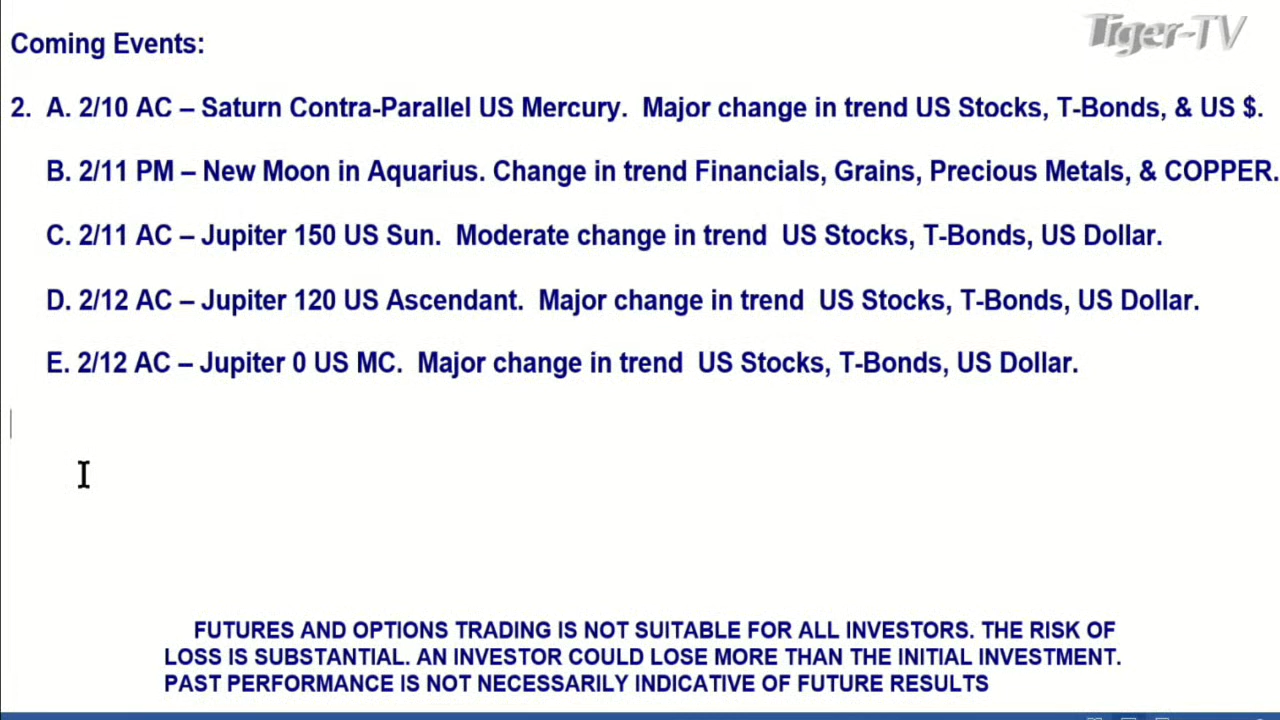 Tiger-TV
Coming Events:
2. A. 2/10 AC – Saturn Contra-Parallel US Mercury. Major change in trend US Stocks, T-Bonds, & US $.
B. 2/11 PM – New Moon in Aquarius. Change in trend Financials, Grains, Precious Metals, & COPPER.
C. 2/11 AC – Jupiter 150 US Sun. Moderate change in trend US Stocks, T-Bonds, US Dollar.
D. 2/12 AC – Jupiter 120 US Ascendant. Major change in trend US Stocks, T-Bonds, US Dollar.
E. 2/12 AC – Jupiter 0 US MC. Major change in trend US Stocks, T-Bonds, US Dollar.
FUTURES AND OPTIONS TRADING IS NOT SUITABLE FOR ALL INVESTORS. THE RISK OF
LOSS IS SUBSTANTIAL. AN INVESTOR COULD LOSE MORE THAN THE INITIAL INVESTMENT.
PAST PERFORMANCE IS NOT NECESSARILY INDICATIVE OF FUTURE RESULTS